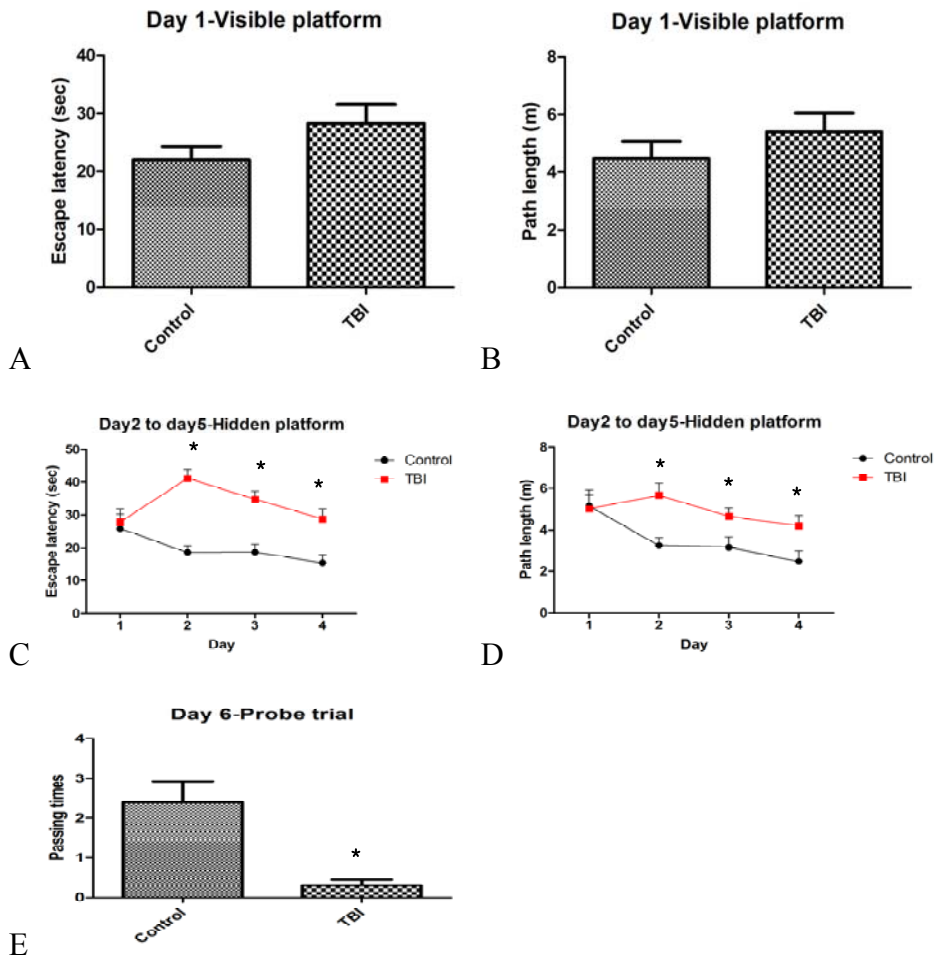 Day 1-Visible platform
Escape latency (sec)
40
30
20
10
0
Control
TBI
A
Day 1-Visible platform
Path length (m)
8
6
4
2
0
Control
TBI
B
Day2 to day5-Hidden platform
Escape latency (sec)
50
40
30
20
10
0
* * *
Control
TBI
1 2 3 4
Day
C
Day2 to day5-Hidden platform
Path length (m)
8
6
4
2
0
* * *
Control
TBI
1 2 3 4
Day
D
Day 6-Probe trial
Passing times
4
3
2
1
0
*
Control
TBI
E